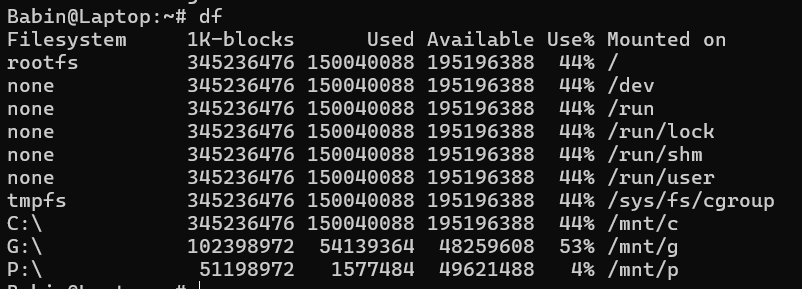 Babin@Laptop:~# df
Filesystem     1K-blocks      Used Available Use% Mounted on
rootfs         345236476 150040088 195196388  44% /
none           345236476 150040088 195196388  44% /dev
none           345236476 150040088 195196388  44% /run
none           345236476 150040088 195196388  44% /run/lock
none           345236476 150040088 195196388  44% /run/shm
none           345236476 150040088 195196388  44% /run/user
tmpfs          345236476 150040088 195196388  44% /sys/fs/cgroup
C:\            345236476 150040088 195196388  44% /mnt/c
G:\            102398972  54139364  48259608  53% /mnt/g
P:\             51198972   1577484  49621488   4% /mnt/p